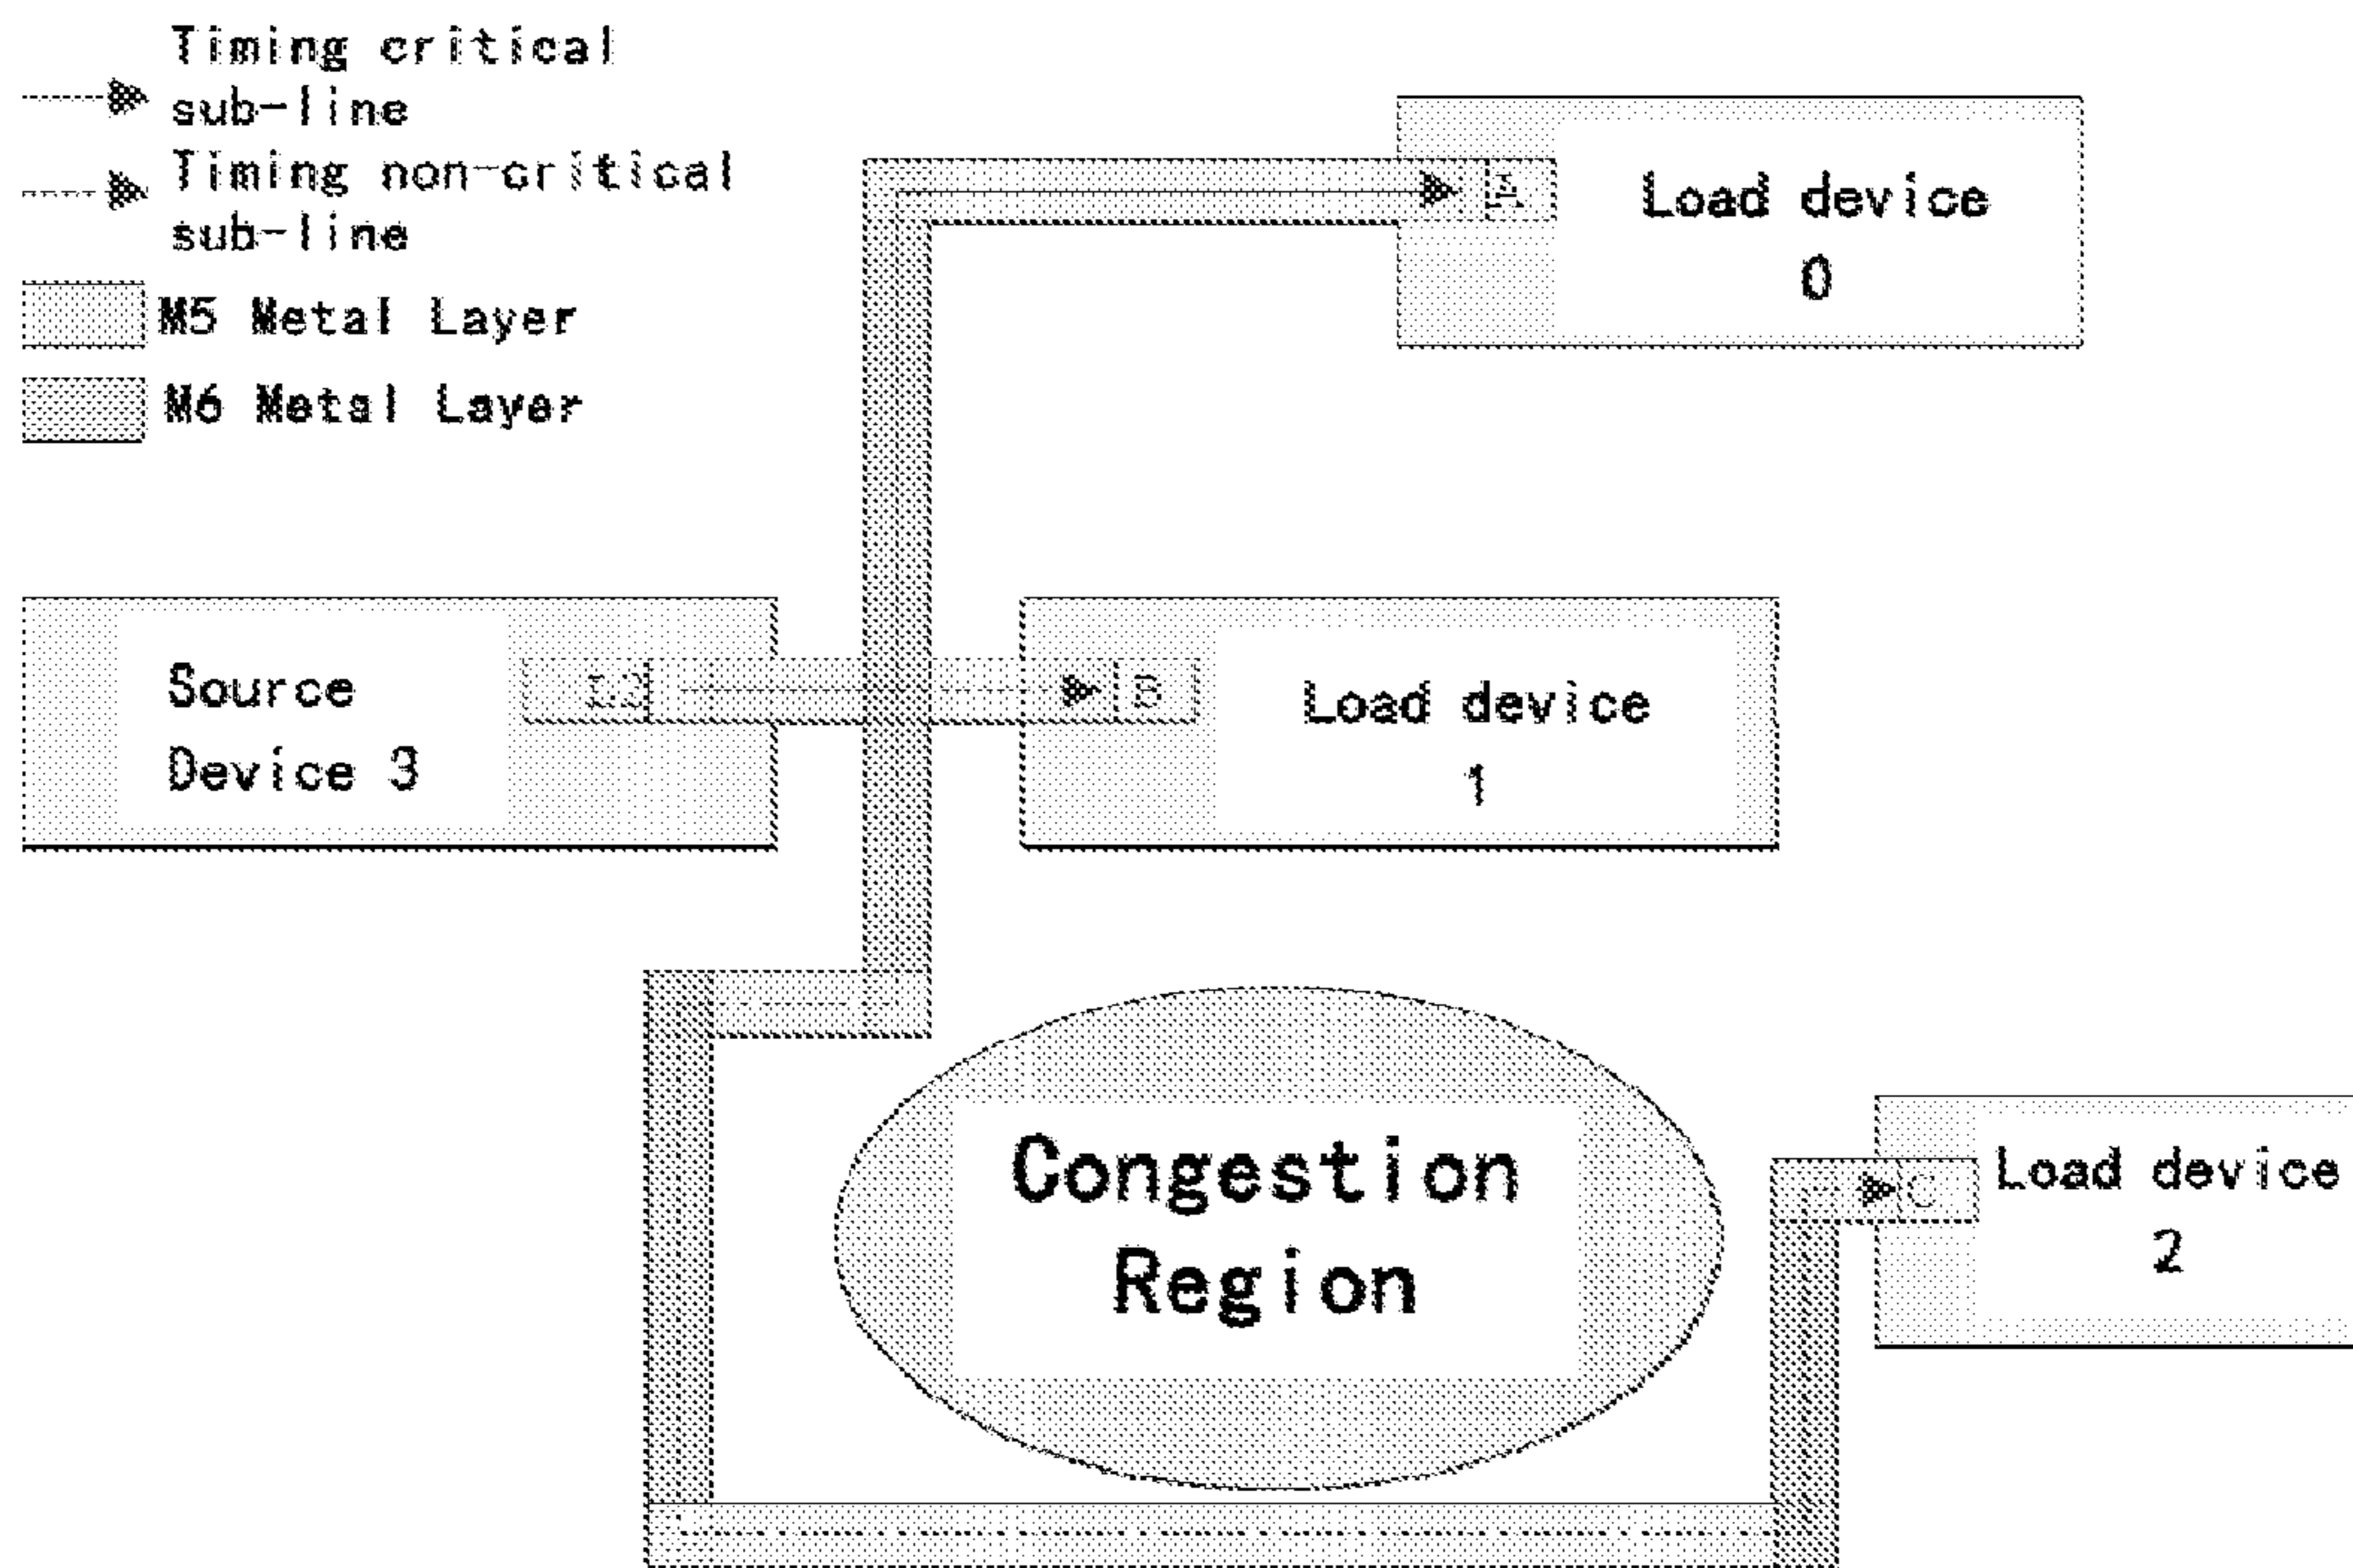 Timing critical
sub-line
Timing non-critical
sub-line
M5 Metal Layer
M6 Metal Layer
Load device
0
Source
Device 3
B
Load device
1
Congestion
Region
C
Load device
2